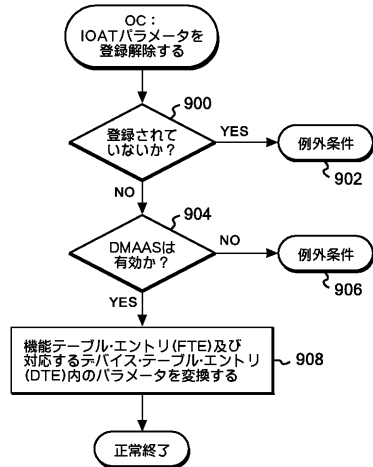 OC：
IOATパラメータを
登録解除する
900
登録されて
いないか？
YES
例外条件
902
NO
904
DMAASは
有効か？
NO
例外条件
906
YES
機能テーブル・エントリ(FTE)及び
対応するデバイス・テーブル・エントリ
(DTE)内のパラメータを変換する
908
正常終了